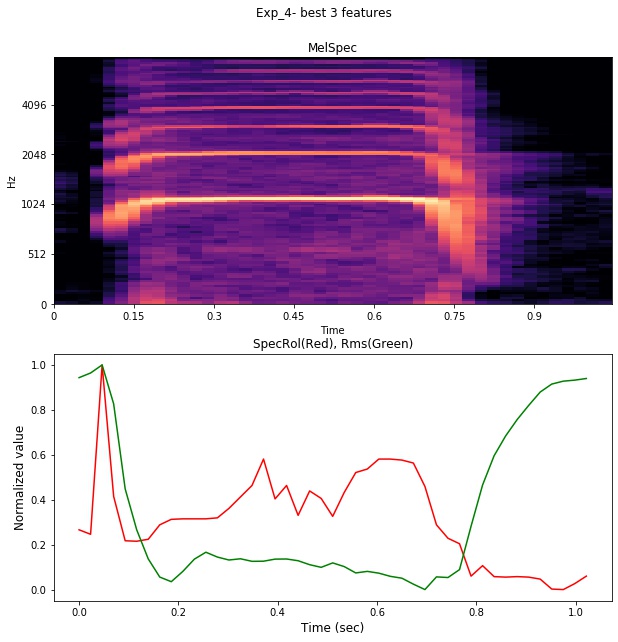 Exp_4- best 3 features
MelSpec
4096
2048
1024
512
0
Hz
0 0.15 0.3 0.45 0.6 0.75 0.9
Time
SpecRol(Red), Rms(Green)
1.0
0.8
0.6
0.4
0.2
0.0
Normalized value
0.0 0.2 0.4 0.6 0.8 1.0
Time (sec)